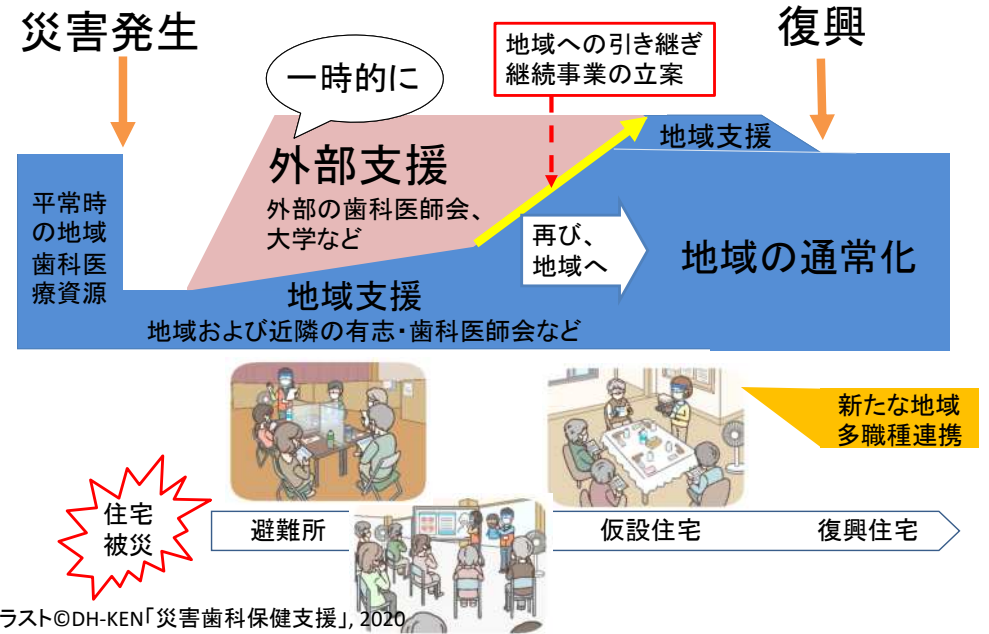 災害発生
復興
地域への引き継ぎ
継続事業の立案
一時的に
地域支援
外部支援
外部の歯科医師会、
大学など
平常時
の地域
歯科医
療資源
再び、
地域へ
地域の通常化
地域支援
地域および近隣の有志・歯科医師会など
新たな地域
多職種連携
住宅
被災
避難所
仮設住宅
復興住宅
ラスト©DH-KEN「災害歯科保健支援」, 2020